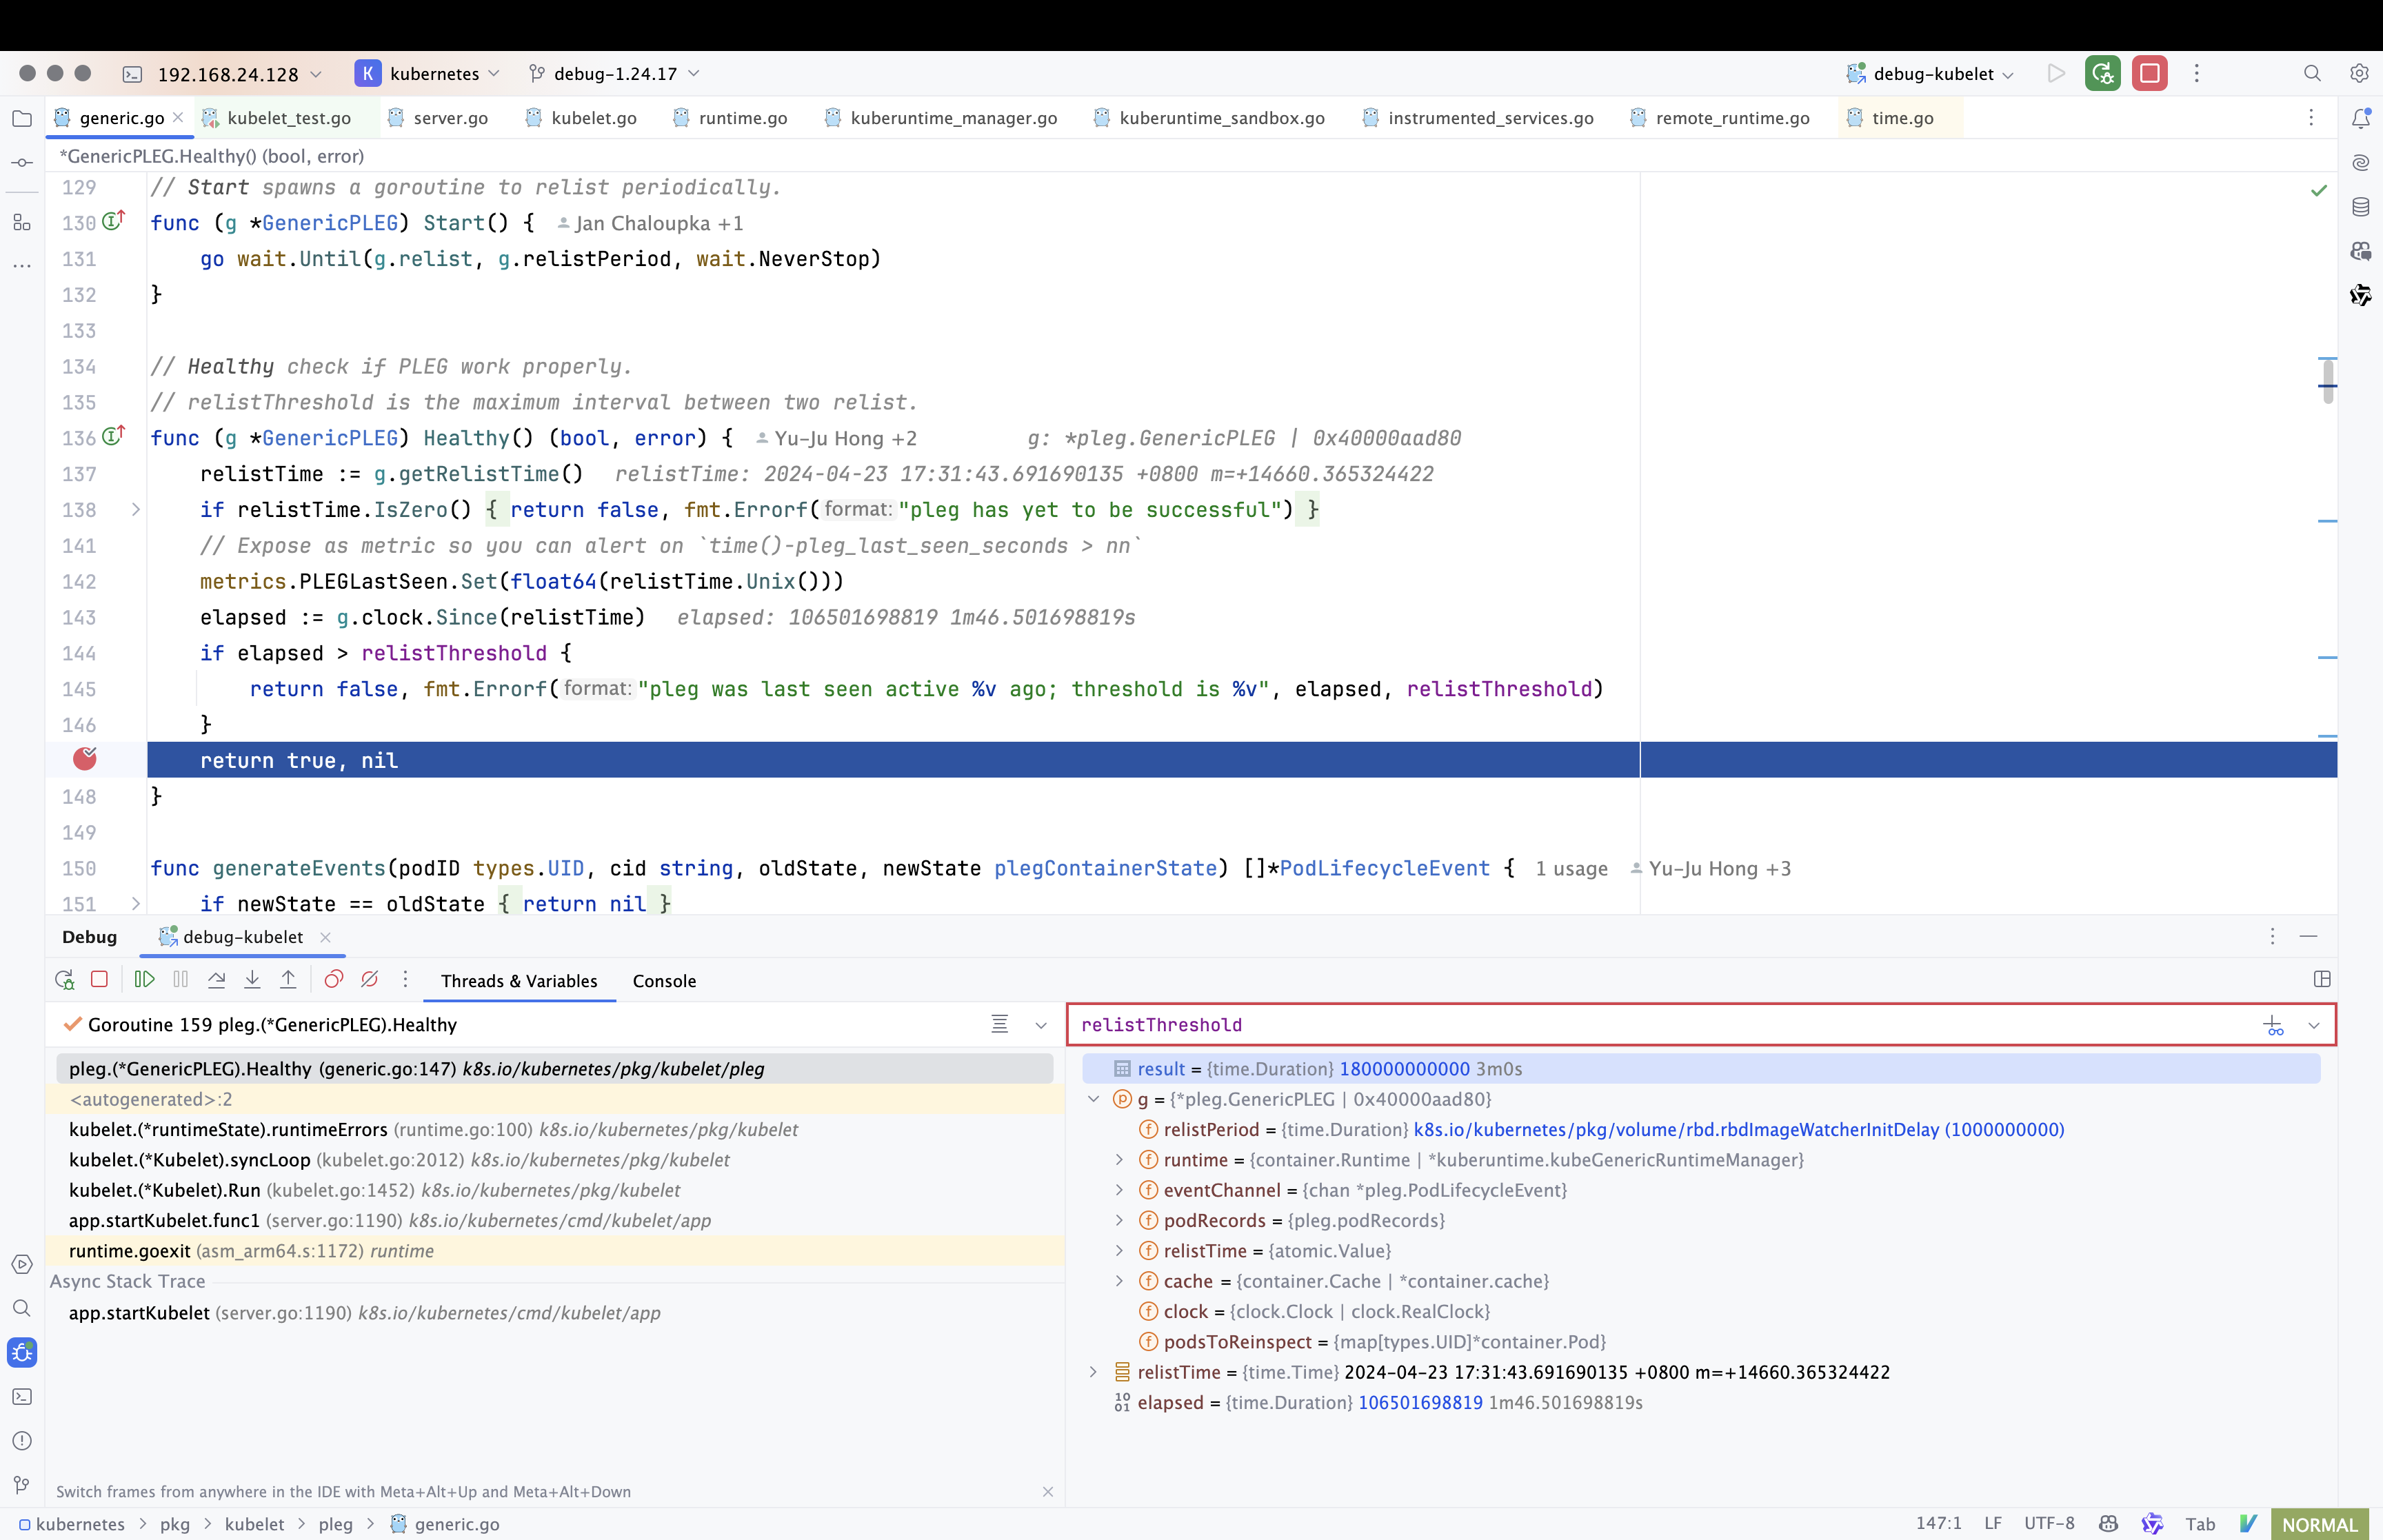 192.168.24.128 K kubernetes debug-1.24.17 debug-kubelet
generic.go kubelet_test.go server.go kubelet.go runtime.go kuberuntime_manager.go kuberuntime_sandbox.go instrumented_services.go remote_runtime.go time.go
*GenericPLEG.Healthy() (bool, error)
129 // Start spawns a goroutine to relist periodically.
130 func (g *GenericPLEG) Start() { Jan Chaloupka +1
131 go wait.Until(g.relist, g.relistPeriod, wait.NeverStop)
132 }
133
134 // Healthy check if PLEG work properly.
135 // relistThreshold is the maximum interval between two relist.
136 func (g *GenericPLEG) Healthy() (bool, error) { Yu-Ju Hong +2 g: *pleg.GenericPLEG | 0x40000aad80
137 relistTime := g.getRelistTime() relistTime: 2024-04-23 17:31:43.691690135 +0800 m=+14660.365324422
138 if relistTime.IsZero() { return false, fmt.Errorf( format: "pleg has yet to be successful") }
141 // Expose as metric so you can alert on `time()-pleg_last_seen_seconds > nn`
142 metrics.PLEGLastSeen.Set(float64(relistTime.Unix()))
143 elapsed := g.clock.Since(relistTime) elapsed: 106501698819 1m46.501698819s
144 if elapsed > relistThreshold {
145 return false, fmt.Errorf( format: "pleg was last seen active %v ago; threshold is %v", elapsed, relistThreshold)
146 }
return true, nil
148 }
149
150 func generateEvents(podID types.UID, cid string, oldState, newState plegContainerState) []*PodLifecycleEvent { 1 usage Yu-Ju Hong +3
151 if newState == oldState { return nil }
Debug debug-kubelet
Threads & Variables Console
Goroutine 159 pleg.(*GenericPLEG).Healthy
pleg.(*GenericPLEG).Healthy (generic.go:147) k8s.io/kubernetes/pkg/kubelet/pleg
<autogenerated>:2
kubelet.(*runtimeState).runtimeErrors (runtime.go:100) k8s.io/kubernetes/pkg/kubelet
kubelet.(*Kubelet).syncLoop (kubelet.go:2012) k8s.io/kubernetes/pkg/kubelet
kubelet.(*Kubelet).Run (kubelet.go:1452) k8s.io/kubernetes/pkg/kubelet
app.startKubelet.func1 (server.go:1190) k8s.io/kubernetes/cmd/kubelet/app
runtime.goexit (asm_arm64.s:1172) runtime
Async Stack Trace
app.startKubelet (server.go:1190) k8s.io/kubernetes/cmd/kubelet/app
Switch frames from anywhere in the IDE with Meta+Alt+Up and Meta+Alt+Down
relistThreshold
result = {time.Duration} 180000000000 3m0s
g = {*pleg.GenericPLEG | 0x40000aad80}
relistPeriod = {time.Duration} k8s.io/kubernetes/pkg/volume/rbd.rbdImageWatcherInitDelay (1000000000)
runtime = {container.Runtime | *kuberuntime.kubeGenericRuntimeManager}
eventChannel = {chan *pleg.PodLifecycleEvent}
podRecords = {pleg.podRecords}
relistTime = {atomic.Value}
cache = {container.Cache | *container.cache}
clock = {clock.Clock | clock.RealClock}
podsToReinspect = {map[types.UID]*container.Pod}
relistTime = {time.Time} 2024-04-23 17:31:43.691690135 +0800 m=+14660.365324422
elapsed = {time.Duration} 106501698819 1m46.501698819s
kubernetes > pkg > kubelet > pleg > generic.go 147:1 LF UTF-8 Tab NORMAL